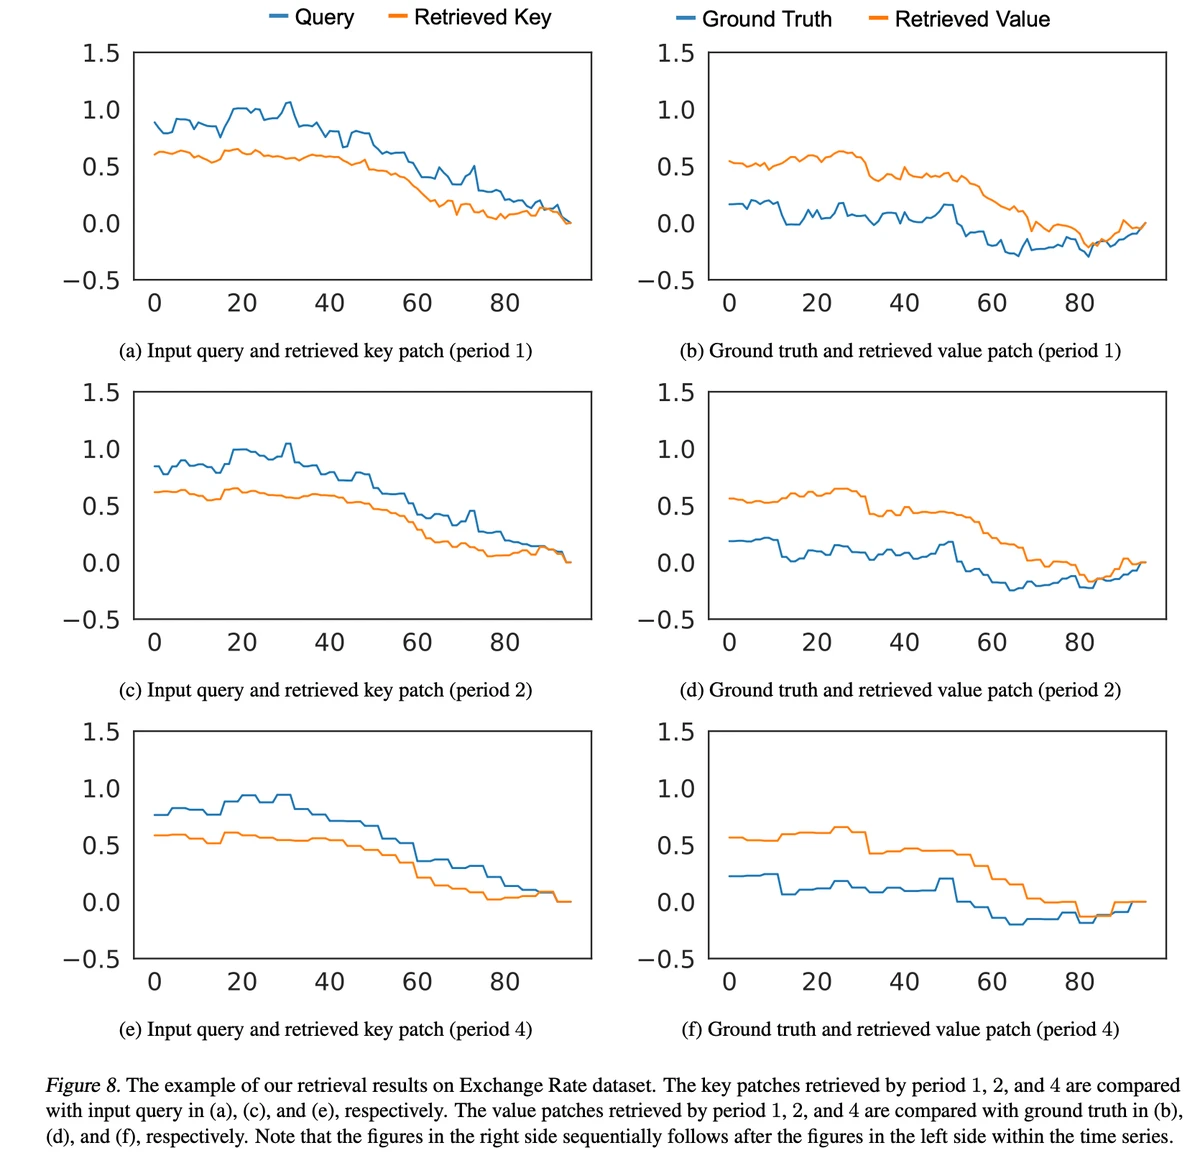 Query Retrieved Key
Ground Truth Retrieved Value
1.5
1.0
0.5
0.0
−0.5
0 20 40 60 80
(a) Input query and retrieved key patch (period 1)
1.5
1.0
0.5
0.0
−0.5
0 20 40 60 80
(b) Ground truth and retrieved value patch (period 1)
1.5
1.0
0.5
0.0
−0.5
0 20 40 60 80
(c) Input query and retrieved key patch (period 2)
1.5
1.0
0.5
0.0
−0.5
0 20 40 60 80
(d) Ground truth and retrieved value patch (period 2)
1.5
1.0
0.5
0.0
−0.5
0 20 40 60 80
(e) Input query and retrieved key patch (period 4)
1.5
1.0
0.5
0.0
−0.5
0 20 40 60 80
(f) Ground truth and retrieved value patch (period 4)
Figure 8. The example of our retrieval results on Exchange Rate dataset. The key patches retrieved by period 1, 2, and 4 are compared
with input query in (a), (c), and (e), respectively. The value patches retrieved by period 1, 2, and 4 are compared with ground truth in (b),
(d), and (f), respectively. Note that the figures in the right side sequentially follows after the figures in the left side within the time series.